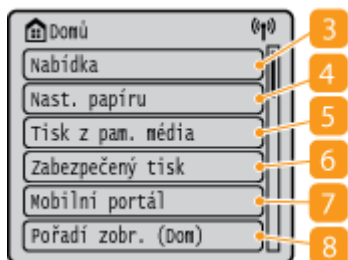 Domů
Nabídka 3
Nast. papíru 4
Tisk z pam. média 5
Zabezpečený tisk 6
Mobilní portál 7
Pořadí zobr. (Dom) 8